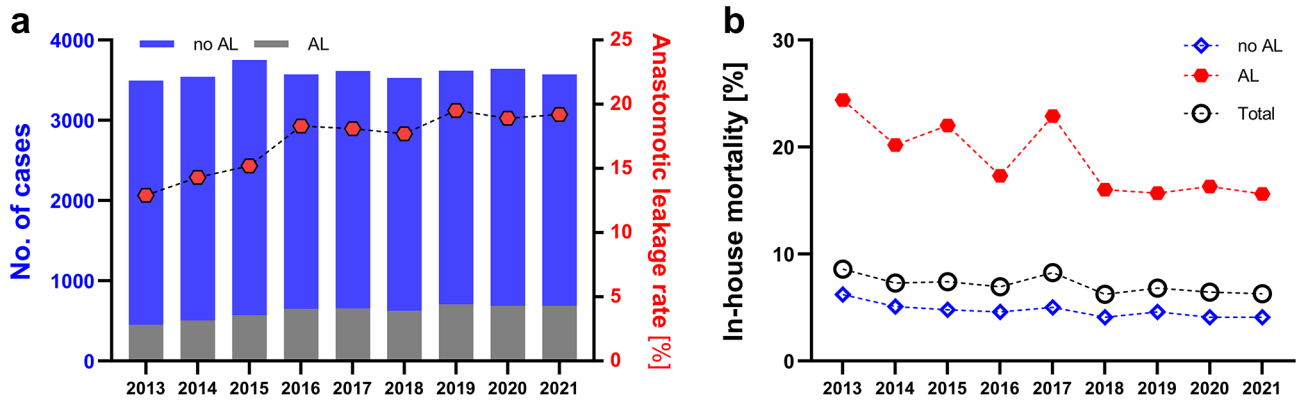 a
no AL
AL
No. of cases
4000
3000
2000
1000
0
25
20
15
10
5
0
Anastomotic leakage rate [%]
2013 2014 2015 2016 2017 2018 2019 2020 2021
b
no AL
AL
Total
In-house mortality [%]
30
20
10
0
2013 2014 2015 2016 2017 2018 2019 2020 2021